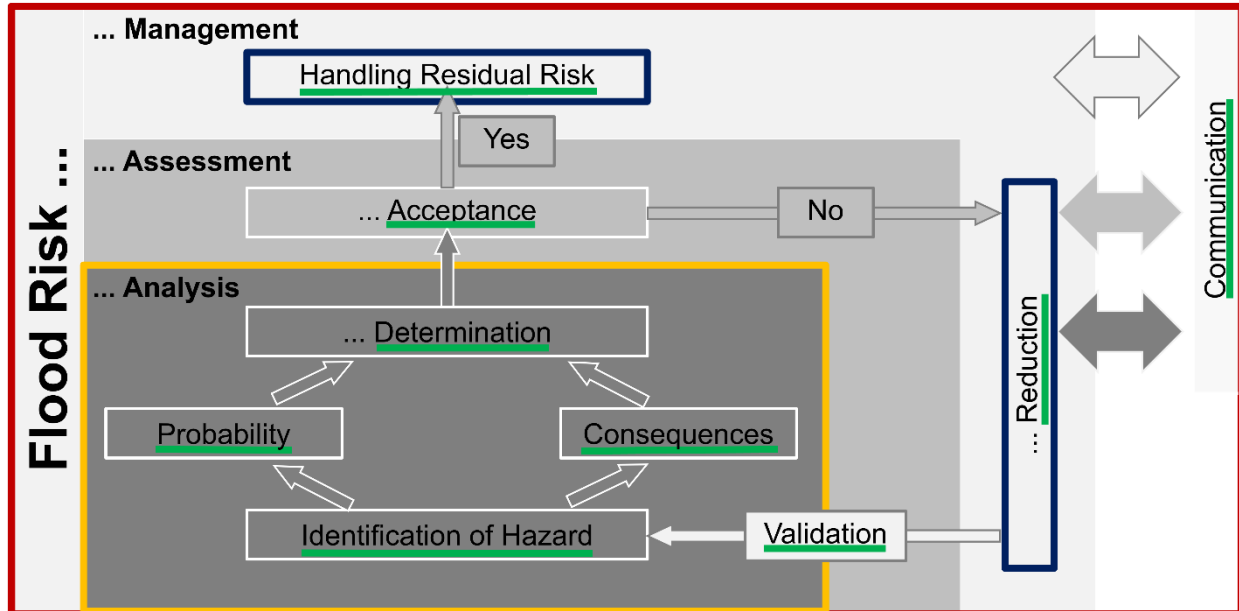 Flood Risk ...
... Management
Handling Residual Risk
Yes
... Assessment
... Acceptance
No
... Analysis
... Determination
Probability
Consequences
Identification of Hazard
Validation
... Reduction
Communication